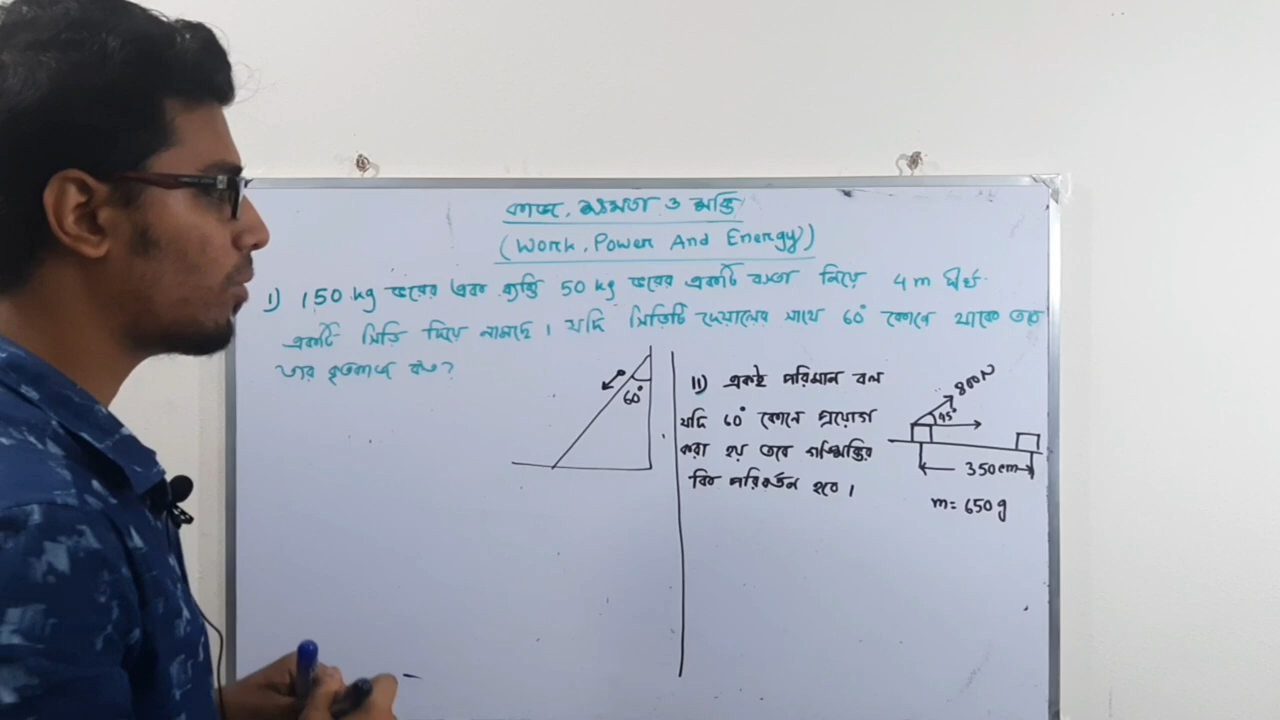 কাজ, ক্ষমতা ও শক্তি
(Work, Power And Energy)
i) 150 kg ভরের এক ব্যক্তি 50 kg ভরের একটি বস্তা নিয়ে 4 m দীর্ঘ
একটি সিড়ি দিয়ে নামছে। যদি সিড়িটি দেয়ালের সাথে 60° কোনে থাকে তবে
তার কৃতকাজ কত?
60°
ii) একই পরিমান বল
যদি 60° কোনে প্রয়োগ
করা হয় তবে গতিশক্তির
কি পরিবর্তন হবে।
800N
45°
350cm
m = 650g